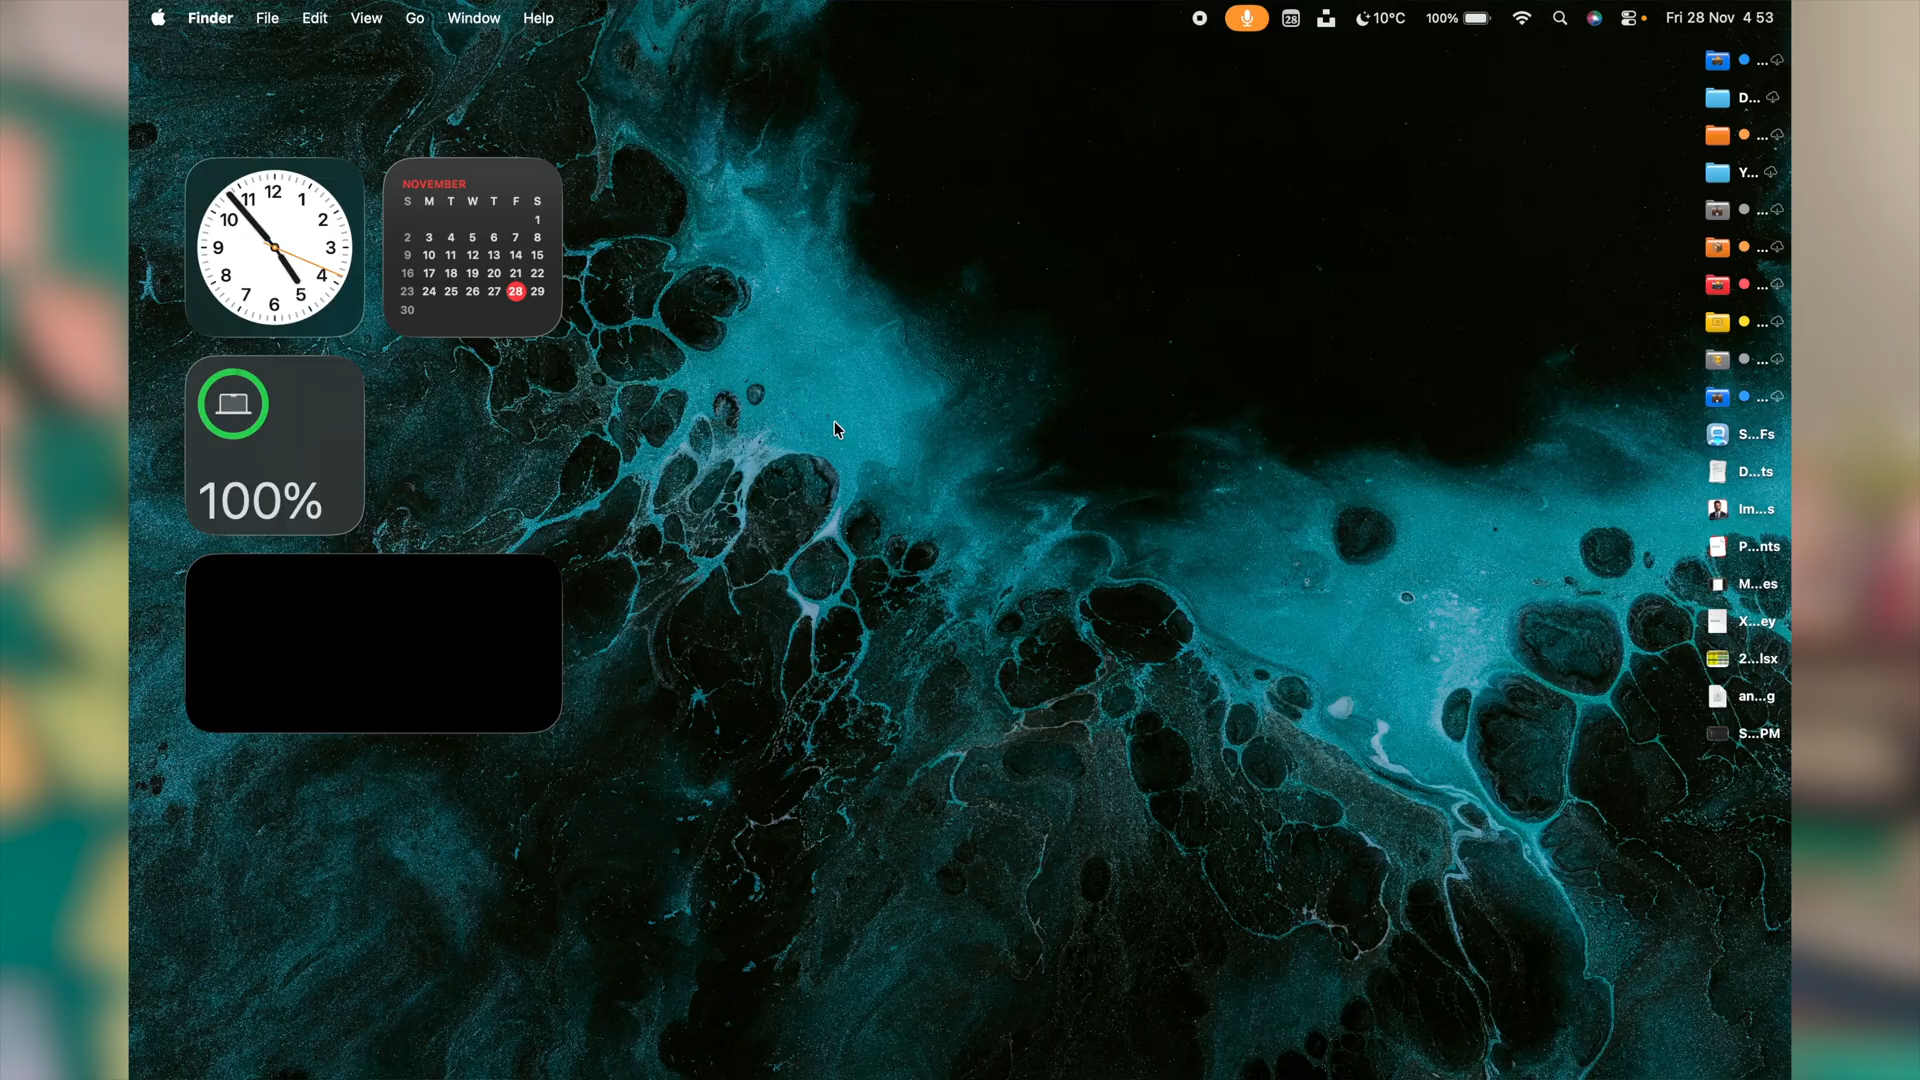 Finder File Edit View Go Window Help
28 10°C 100% Fri 28 Nov 4 53
12
11 1
10 2
9 3
8 4
7 5
6
NOVEMBER
S M T W T F S
1
2 3 4 5 6 7 8
9 10 11 12 13 14 15
16 17 18 19 20 21 22
23 24 25 26 27 28 29
30
100%
...
D...
...
Y...
...
...
...
...
...
...
S...Fs
D...ts
Im...s
P...nts
M...es
X...ey
2...lsx
an...g
S...PM